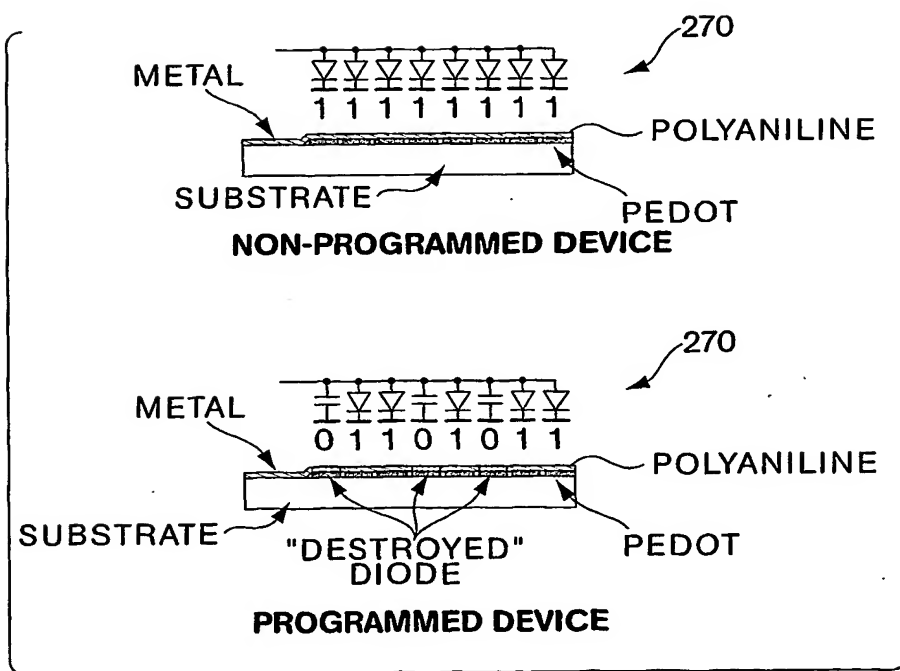 270
METAL
1 1 1 1 1 1 1 1
POLYANILINE
SUBSTRATE
PEDOT
NON-PROGRAMMED DEVICE
270
METAL
0 1 1 0 1 0 1 1
POLYANILINE
SUBSTRATE
"DESTROYED"
DIODE
PEDOT
PROGRAMMED DEVICE